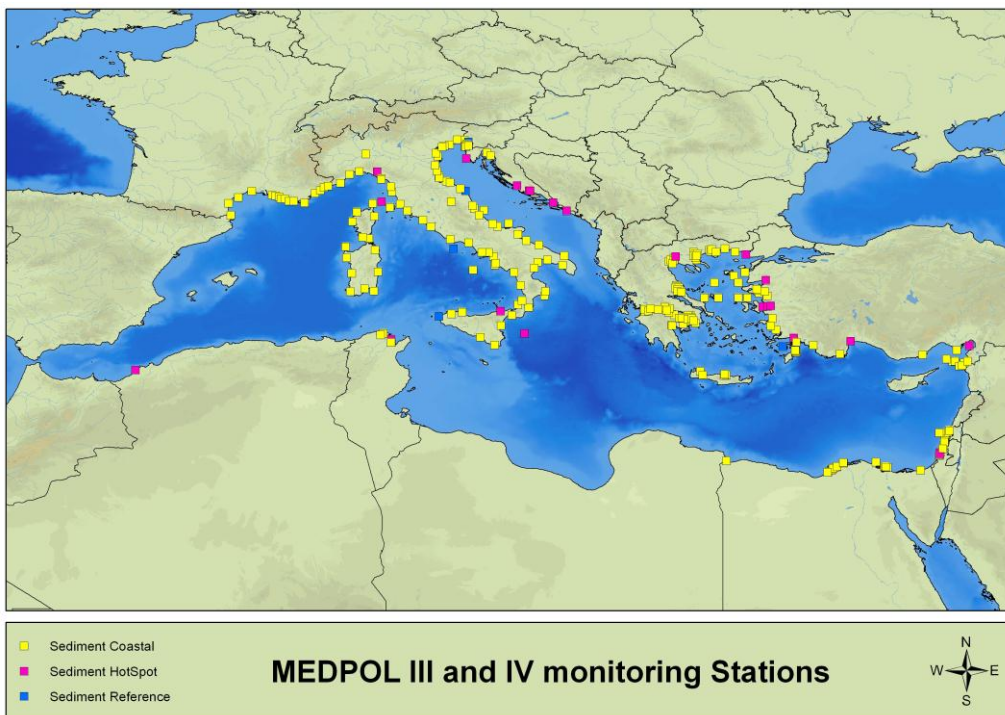 Sediment Coastal
Sediment HotSpot
Sediment Reference
MEDPOL III and IV monitoring Stations
N
W E
S